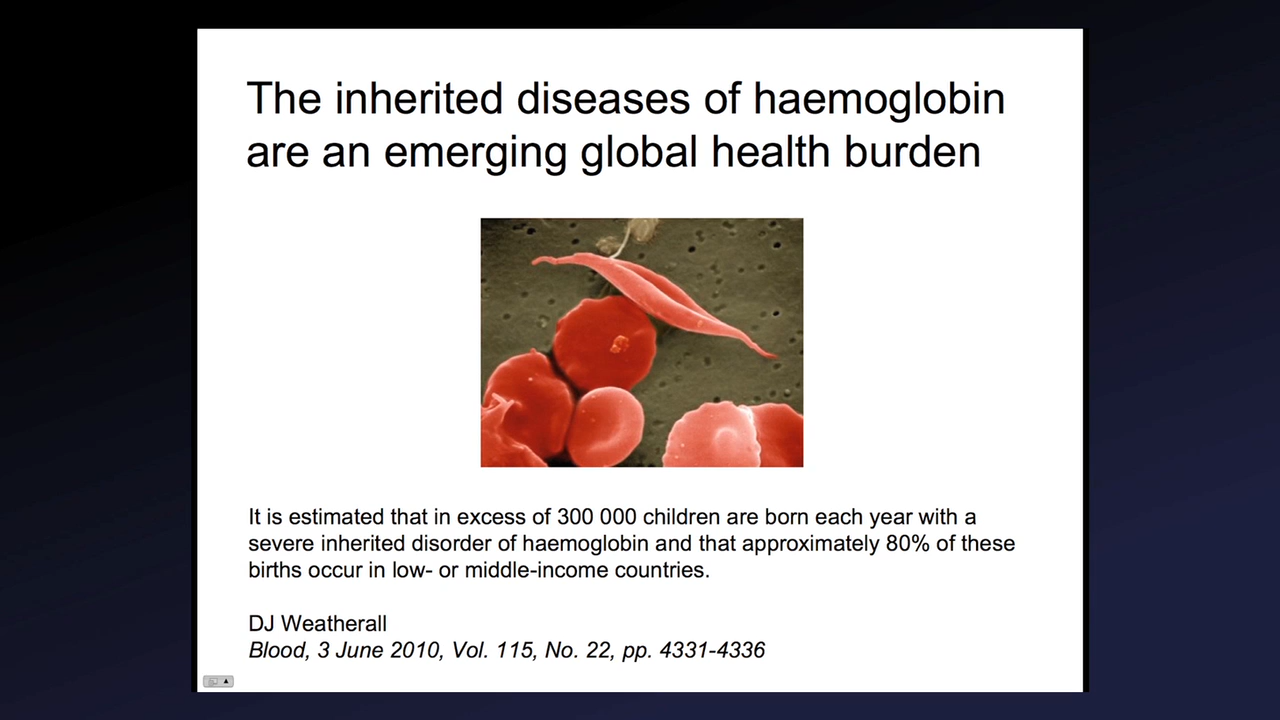 The inherited diseases of haemoglobin
are an emerging global health burden
It is estimated that in excess of 300 000 children are born each year with a
severe inherited disorder of haemoglobin and that approximately 80% of these
births occur in low- or middle-income countries.
DJ Weatherall
Blood, 3 June 2010, Vol. 115, No. 22, pp. 4331-4336